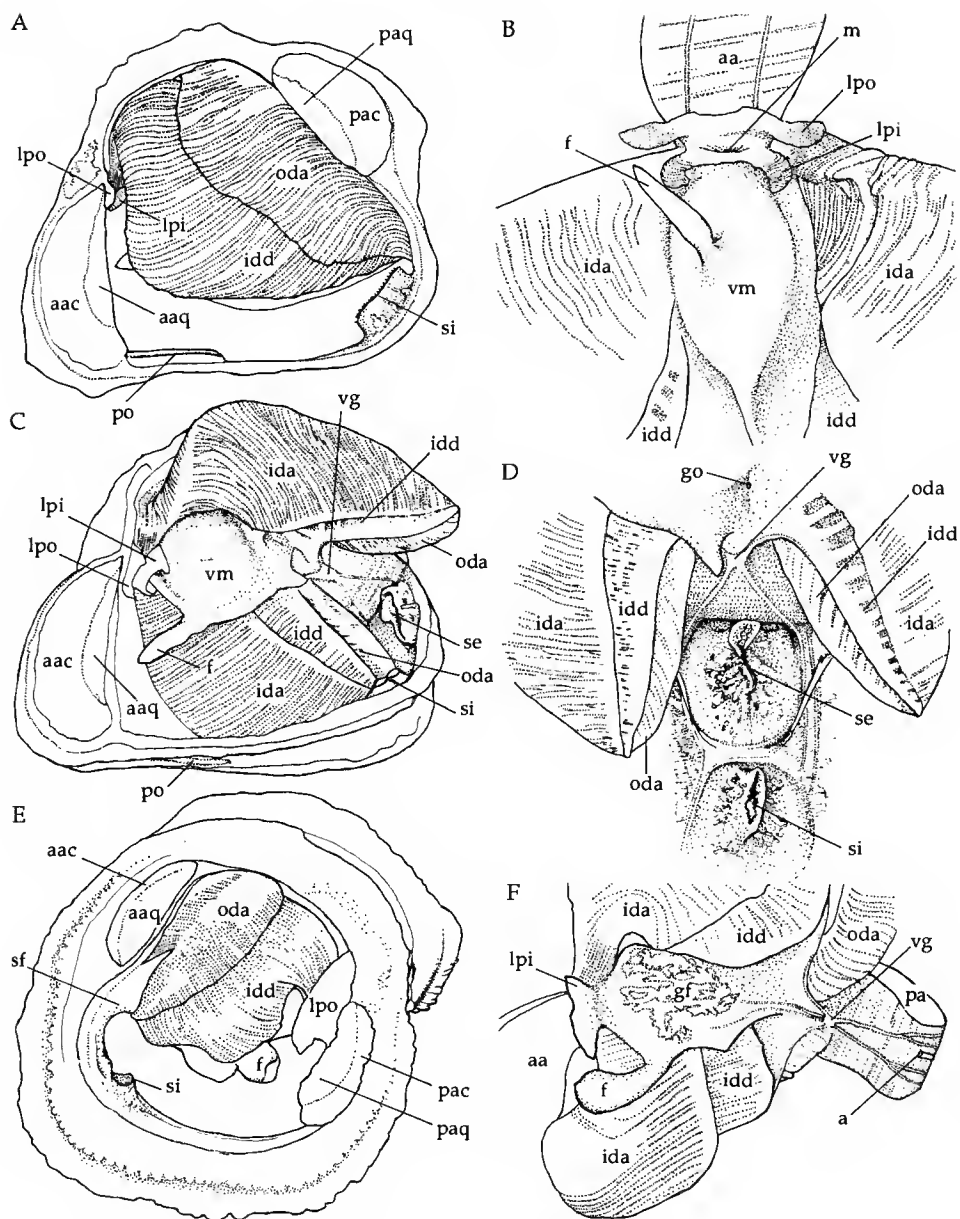 A
paq
pac
lpo
oda
lpi
idd
aac
aaq
si
po
B
m
aa
lpo
f
lpi
ida
ida
vm
idd
idd
C
vg
idd
ida
lpi
lpo
vm
oda
idd
se
aac
f
ida
oda
aaq
si
po
D
go
vg
oda
idd
ida
idd
ida
se
oda
si
E
aac
aaq
oda
sf
idd
lpo
f
si
pac
paq
F
ida
idd
oda
vg
lpi
gf
pa
aa
f
idd
a
ida